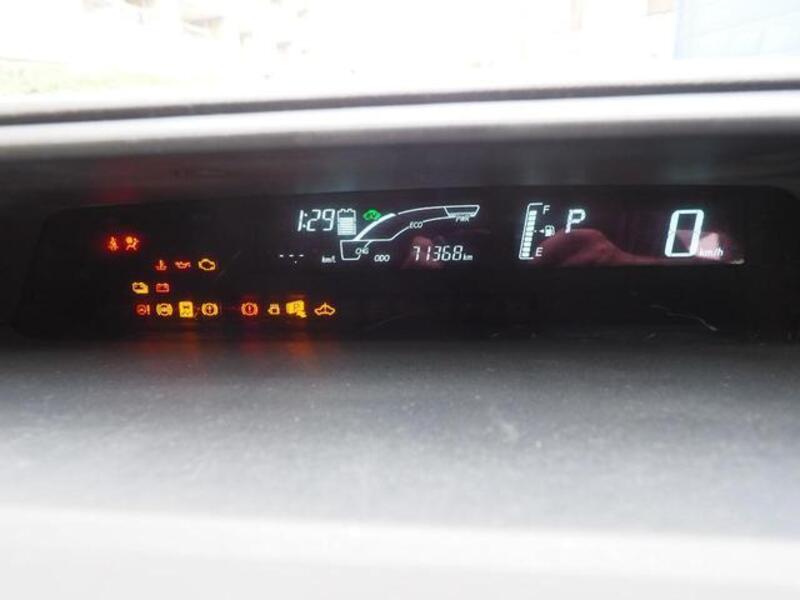 1:29
F
P
0
km/h
ECO
PWR
E
--.- km/L
CHG
ODO 71368 km